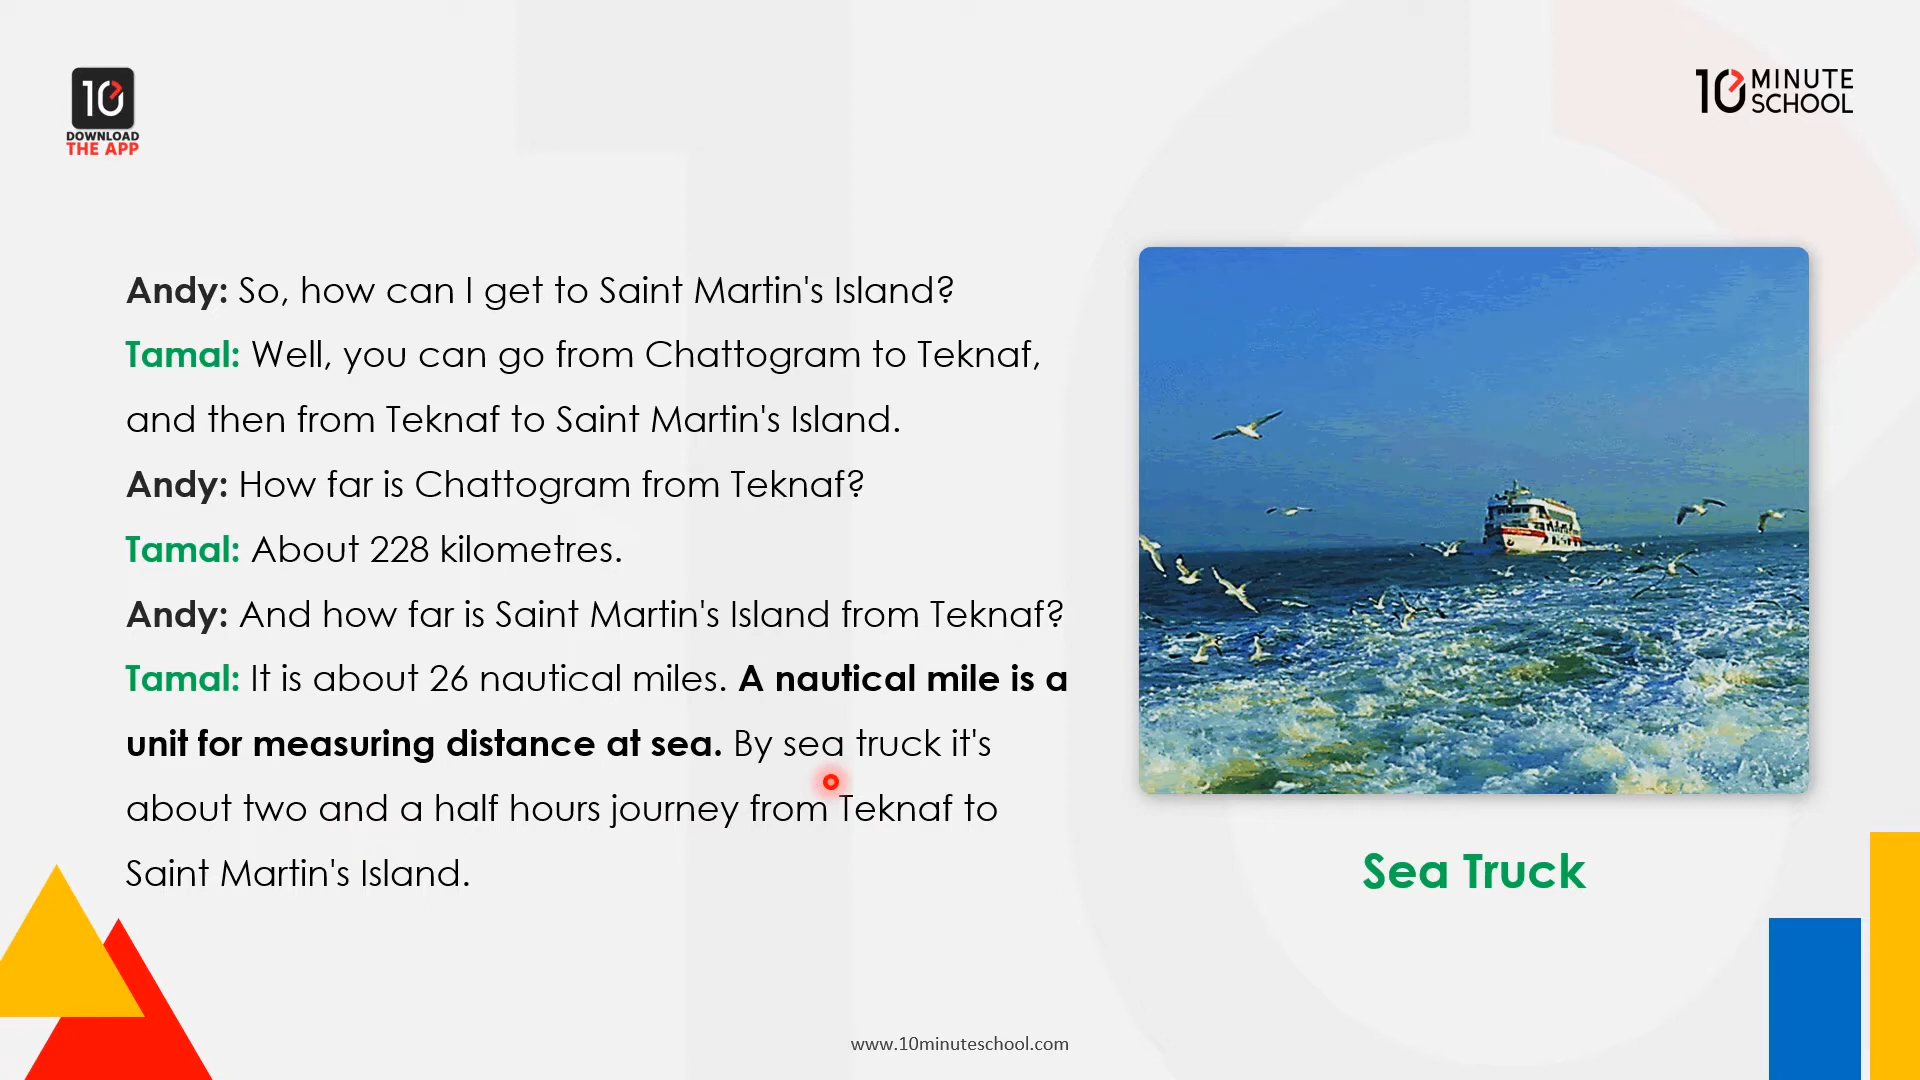 10
DOWNLOAD
THE APP
10 MINUTE
SCHOOL
Andy: So, how can I get to Saint Martin's Island?
Tamal: Well, you can go from Chattogram to Teknaf,
and then from Teknaf to Saint Martin's Island.
Andy: How far is Chattogram from Teknaf?
Tamal: About 228 kilometres.
Andy: And how far is Saint Martin's Island from Teknaf?
Tamal: It is about 26 nautical miles. A nautical mile is a
unit for measuring distance at sea. By sea truck it's
about two and a half hours journey from Teknaf to
Saint Martin's Island.
Sea Truck
www.10minuteschool.com